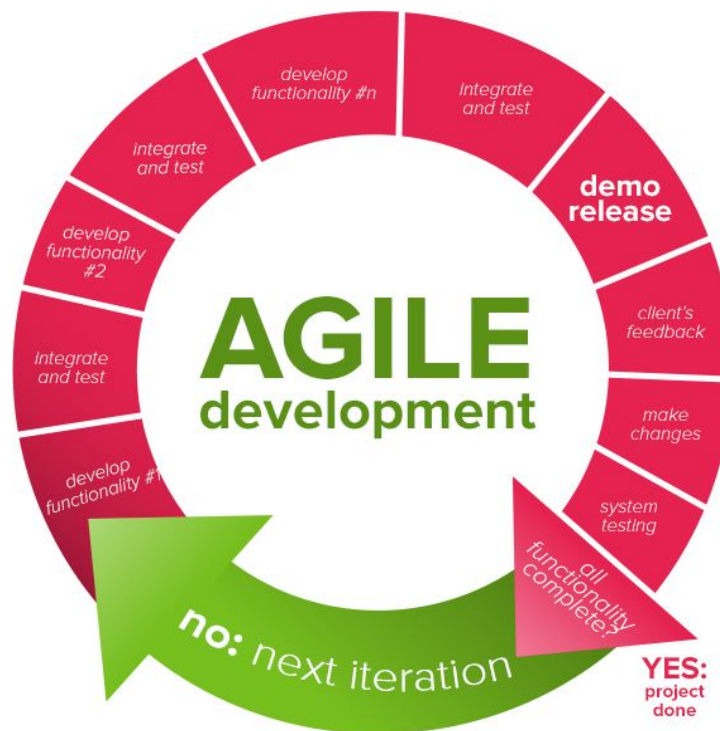 AGILE
development
develop
functionality #1
integrate
and test
develop
functionality
#2
integrate
and test
develop
functionality #n
integrate
and test
demo
release
client's
feedback
make
changes
system
testing
all
functionality
complete?
YES:
project
done
no: next iteration